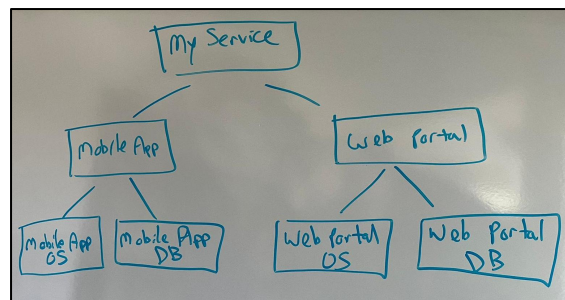 My Service
Mobile App
Web Portal
Mobile App
OS
Mobile App
DB
Web Portal
OS
Web Portal
DB